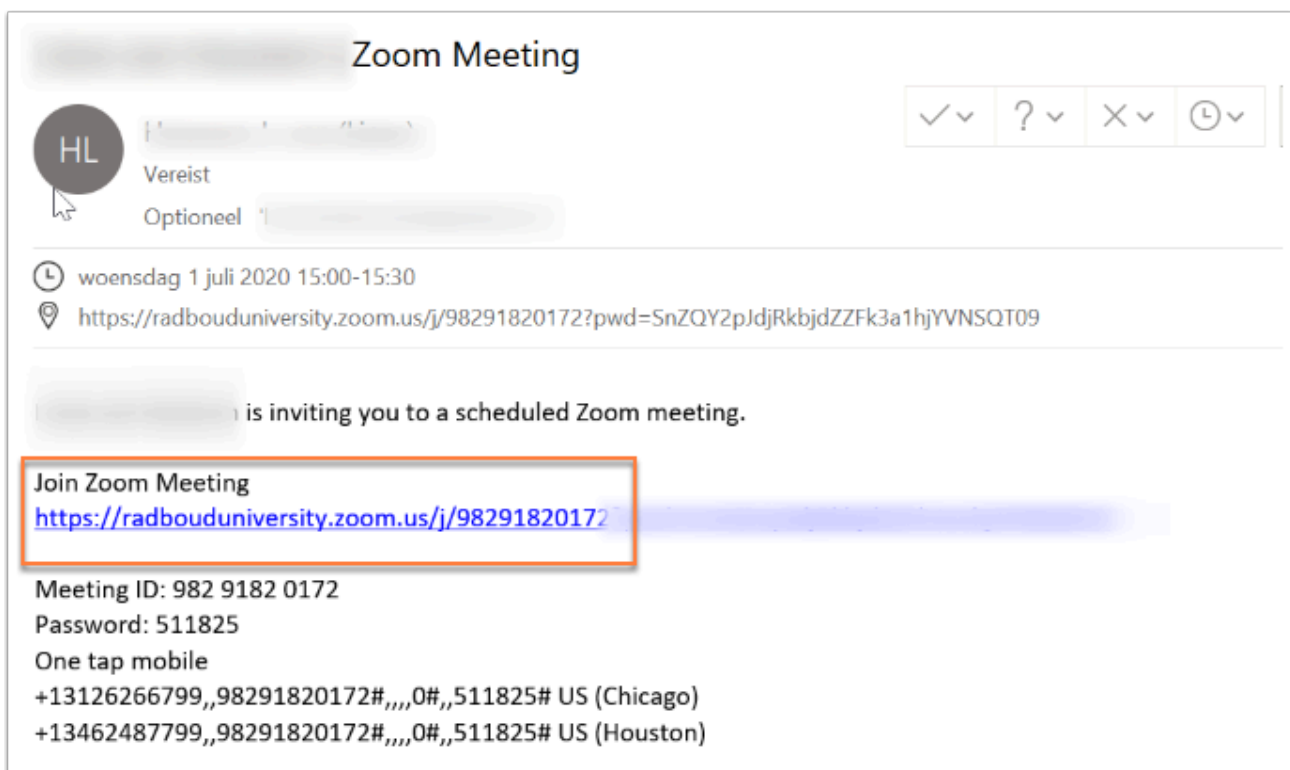 Zoom Meeting
HL
Vereist
Optioneel
woensdag 1 juli 2020 15:00-15:30
https://radbouduniversity.zoom.us/j/98291820172?pwd=SnZQY2pJdjRkbjdZZFk3a1hjYVNSQT09
is inviting you to a scheduled Zoom meeting.
Join Zoom Meeting
https://radbouduniversity.zoom.us/j/98291820172
Meeting ID: 982 9182 0172
Password: 511825
One tap mobile
+13126266799,,98291820172#,,,,0#,,511825# US (Chicago)
+13462487799,,98291820172#,,,,0#,,511825# US (Houston)